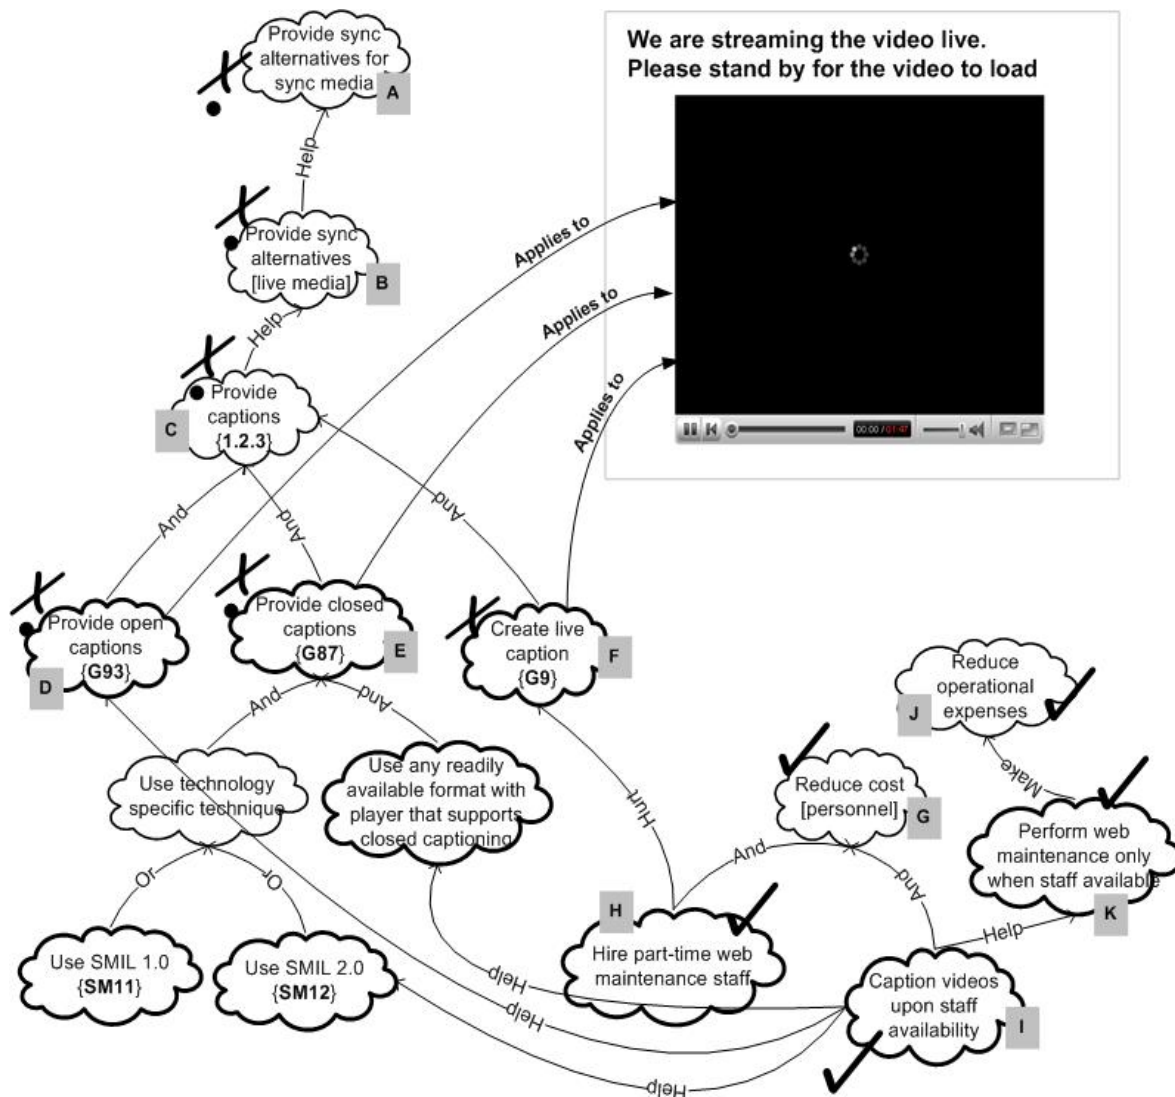 Provide sync
alternatives for
sync media
A
We are streaming the video live.
Please stand by for the video to load
Help
Provide sync
alternatives
[live media]
B
Applies to
Applies to
Applies to
Help
Provide
captions
{1.2.3}
C
00:00 / 01:47
And
And
And
Provide open
captions
{G93}
D
Provide closed
captions
{G87}
E
Create live
caption
{G9}
F
Reduce
operational
expenses
J
And
And
Use technology
specific technique
Use any readily
available format with
player that supports
closed captioning
Hurt
Reduce cost
[personnel]
G
Make
Perform web
maintenance only
when staff available
K
Or
Or
And
And
H
Hire part-time web
maintenance staff
Help
Use SMIL 1.0
{SM11}
Use SMIL 2.0
{SM12}
Help
Help
Help
Caption videos
upon staff
availability
I